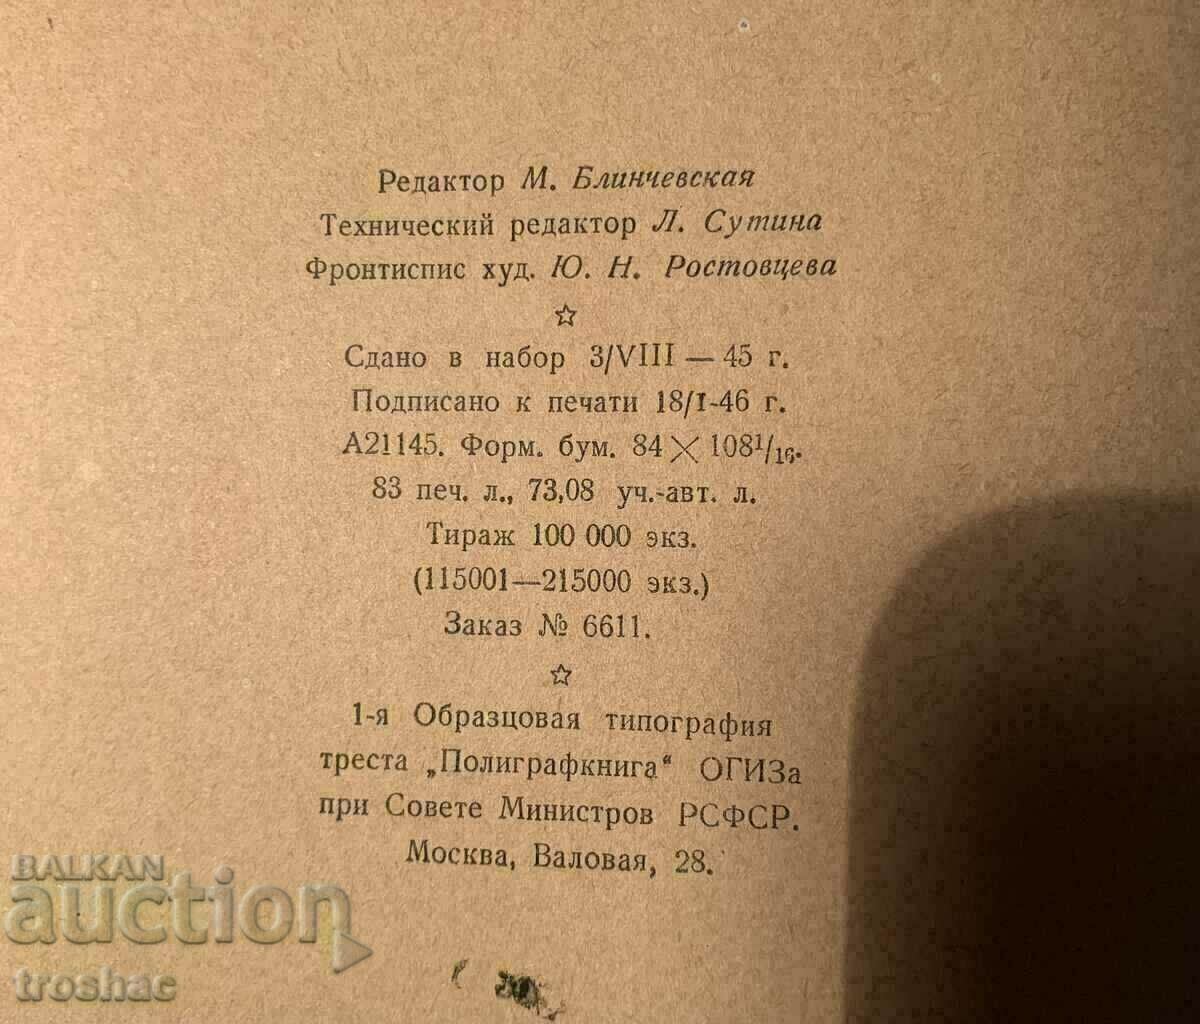 Редактор М. Блинчевская
Технический редактор Л. Сутина
Фронтиспис худ. Ю. Н. Ростовцева
☆
Сдано в набор 3/VIII — 45 г.
Подписано к печати 18/I-46 г.
А21145. Форм. бум. 84 × 108¹/₁₆.
83 печ. л., 73,08 уч.-авт. л.
Тираж 100 000 экз.
(115001—215000 экз.)
Заказ № 6611.
☆
1-я Образцовая типография
треста „Полиграфкнига“ ОГИЗа
при Совете Министров РСФСР.
Москва, Валовая, 28.
BALKAN
auction
troshac